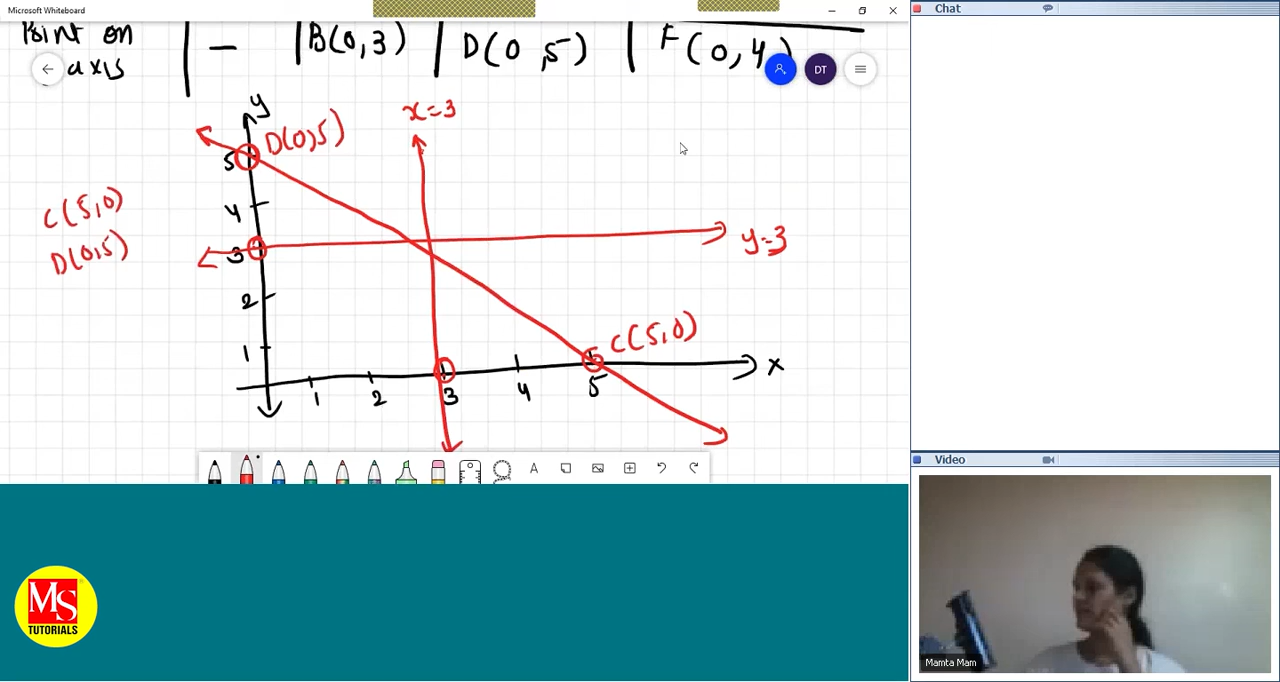 Microsoft Whiteboard
Point on | - | B(0,3) | D(0,5) | F(0,4)
axis
DT
y
x=3
5 D(0,5)
4
C(5,0)
D(0,5)
3 y=3
2
1 C(5,0)
x
1 2 3 4 5
A
MS
TUTORIALS
Chat
Video
Mamta Mam